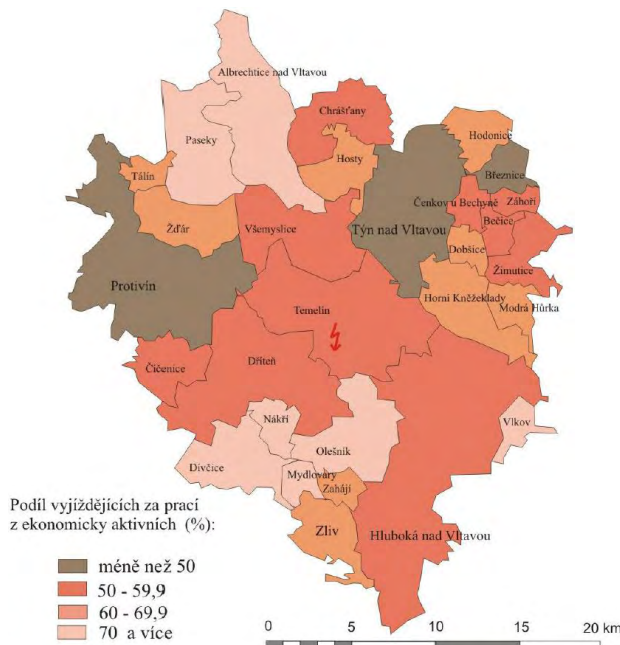 Albrechtice nad Vltavou
Chrášťany
Hodonice
Paseky
Hosty
Březnice
Tálín
Čenkov u Bechyně
Záhoří
Bečice
Žďár
Všemyslice
Týn nad Vltavou
Dobšice
Žimutice
Protivín
Horní Kněžeklady
Modrá Hůrka
Temelín
Číčenice
Dříteň
Nákří
Vlkov
Olešník
Dívčice
Mydlovary
Zahájí
Podíl vyjíždějících za prací
z ekonomicky aktivních (%):
Zliv
Hluboká nad Vltavou
méně než 50
50 - 59,9
60 - 69,9
70 a více
0 5 10 15 20 km